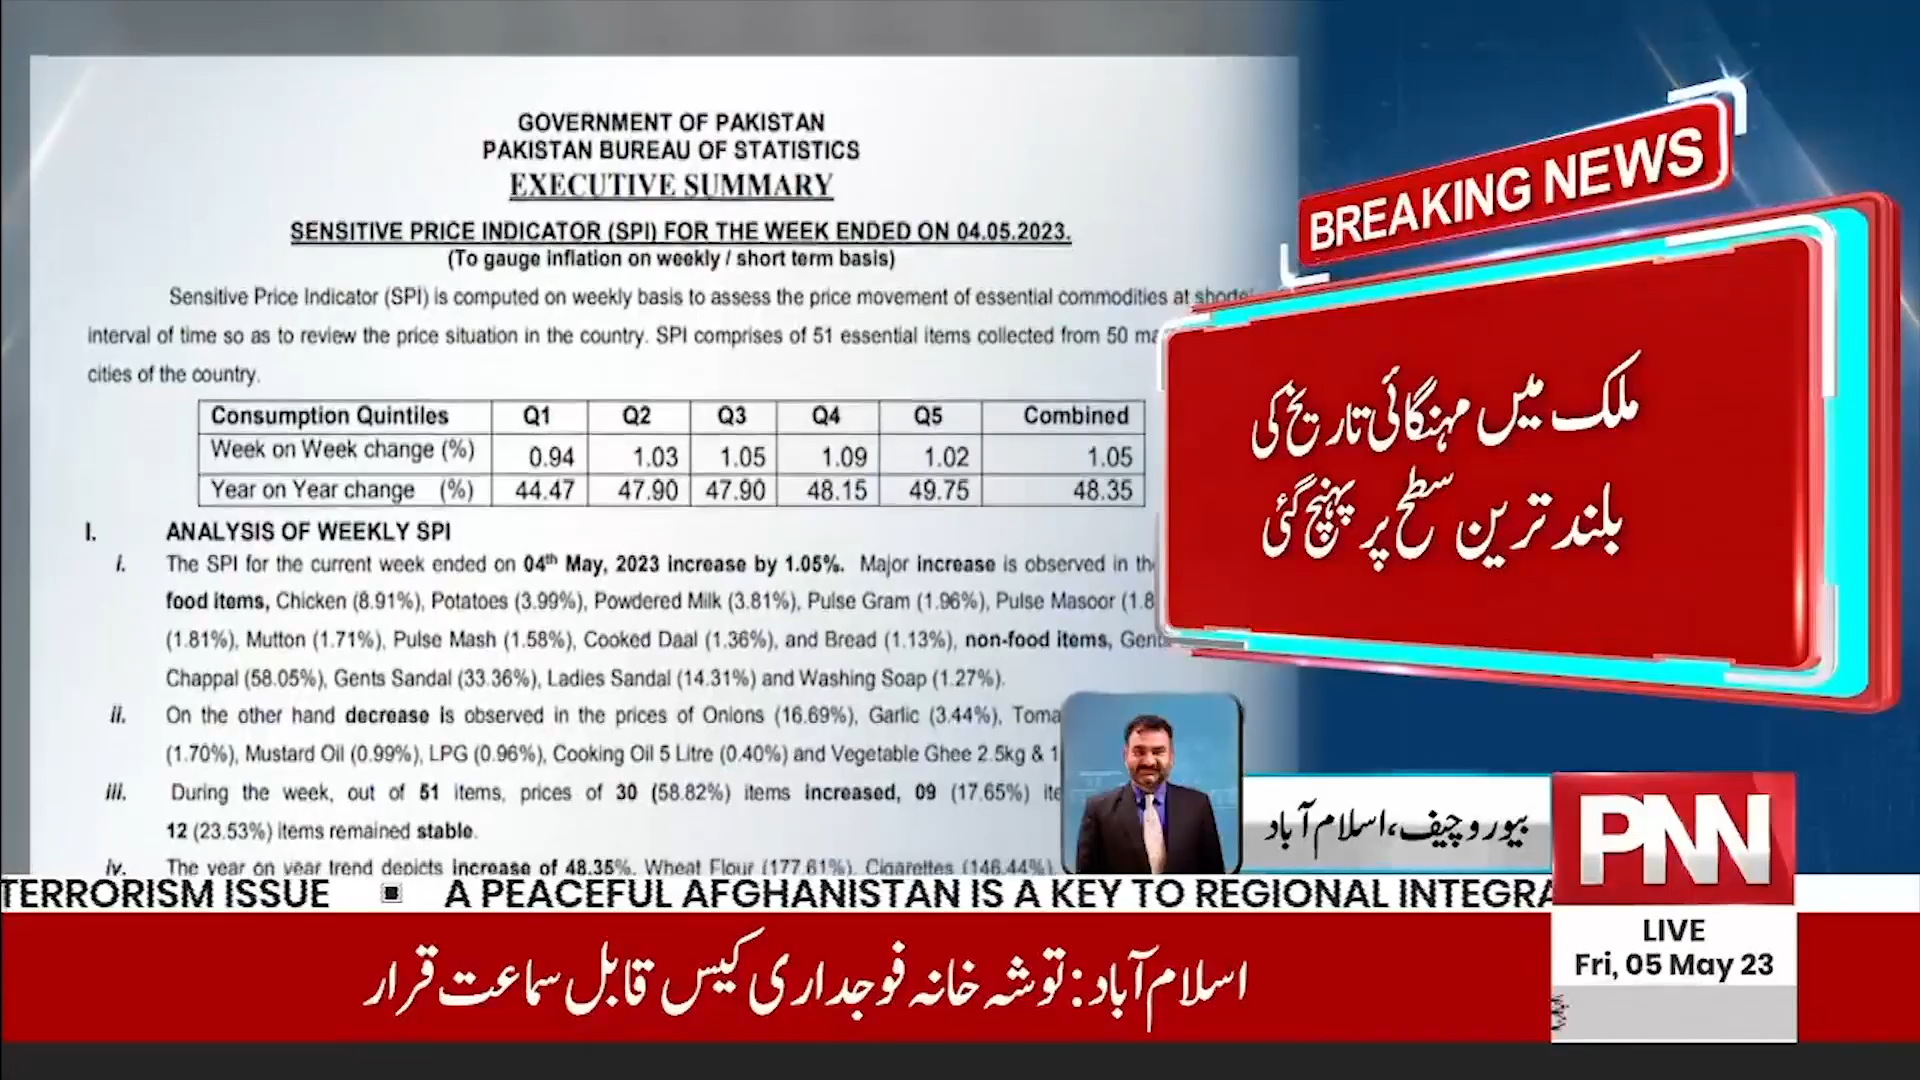 GOVERNMENT OF PAKISTAN
PAKISTAN BUREAU OF STATISTICS
EXECUTIVE SUMMARY
SENSITIVE PRICE INDICATOR (SPI) FOR THE WEEK ENDED ON 04.05.2023.
(To gauge inflation on weekly / short term basis)
Sensitive Price Indicator (SPI) is computed on weekly basis to assess the price movement of essential commodities at
interval of time so as to review the price situation in the country. SPI comprises of 51 essential items collected from 50
cities of the country.
Consumption Quintiles Q1 Q2 Q3 Q4 Q5 Combined
Week on Week change (%) 0.94 1.03 1.05 1.09 1.02 1.05
Year on Year change (%) 44.47 47.90 47.90 48.15 49.75 48.35
I. ANALYSIS OF WEEKLY SPI
i. The SPI for the current week ended on 04th May, 2023 increase by 1.05%. Major increase is observed in
food items, Chicken (8.91%), Potatoes (3.99%), Powdered Milk (3.81%), Pulse Gram (1.96%), Pulse Masoor (1.8
(1.81%), Mutton (1.71%), Pulse Mash (1.58%), Cooked Daal (1.36%), and Bread (1.13%), non-food items,
Chappal (58.05%), Gents Sandal (33.36%), Ladies Sandal (14.31%) and Washing Soap (1.27%).
ii. On the other hand decrease is observed in the prices of Onions (16.69%), Garlic (3.44%),
(1.70%), Mustard Oil (0.99%), LPG (0.96%), Cooking Oil 5 Litre (0.40%) and Vegetable Ghee 2.5kg & 1
iii. During the week, out of 51 items, prices of 30 (58.82%) items increased, 09 (17.65%)
12 (23.53%) items remained stable.
iv. The year on year trend depicts increase of 48.35%, Wheat Flour (177.61%), Cigarettes (146.44%),
BREAKING NEWS
ملک میں مہنگائی تاریخ کی
بلند ترین سطح پر پہنچ گئی
بیورو چیف، اسلام آباد
PNN
TERRORISM ISSUE A PEACEFUL AFGHANISTAN IS A KEY TO REGIONAL
LIVE
Fri, 05 May 23
اسلام آباد: توشہ خانہ فوجداری کیس قابل سماعت قرار